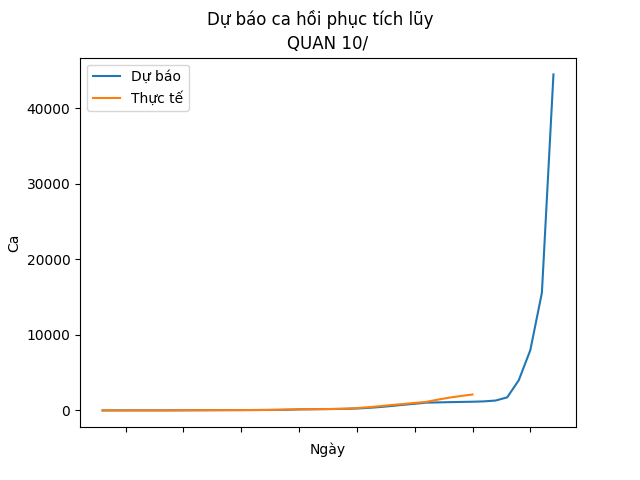 Dự báo ca hồi phục tích lũy
QUAN 10/
Dự báo
Thực tế
40000
30000
20000
10000
0
Ca
Ngày